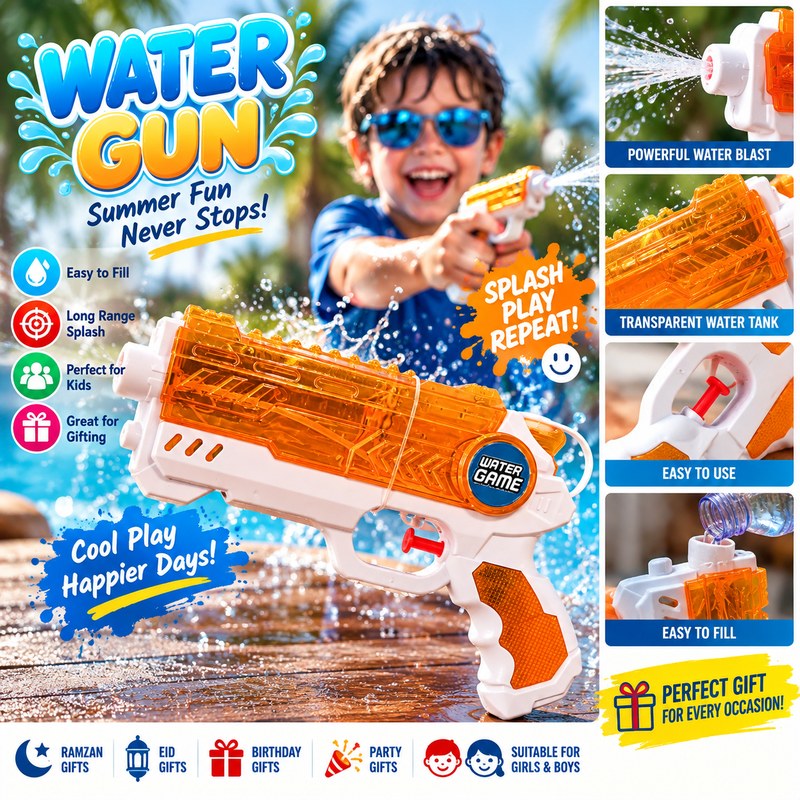 WATER
GUN
Summer Fun
Never Stops!
Easy to Fill
Long Range
Splash
Perfect for
Kids
Great for
Gifting
SPLASH
PLAY
REPEAT!
WATER
GAME
Cool Play
Happier Days!
POWERFUL WATER BLAST
TRANSPARENT WATER TANK
EASY TO USE
EASY TO FILL
PERFECT GIFT
FOR EVERY OCCASION!
RAMZAN
GIFTS
EID
GIFTS
BIRTHDAY
GIFTS
PARTY
GIFTS
SUITABLE FOR
GIRLS & BOYS